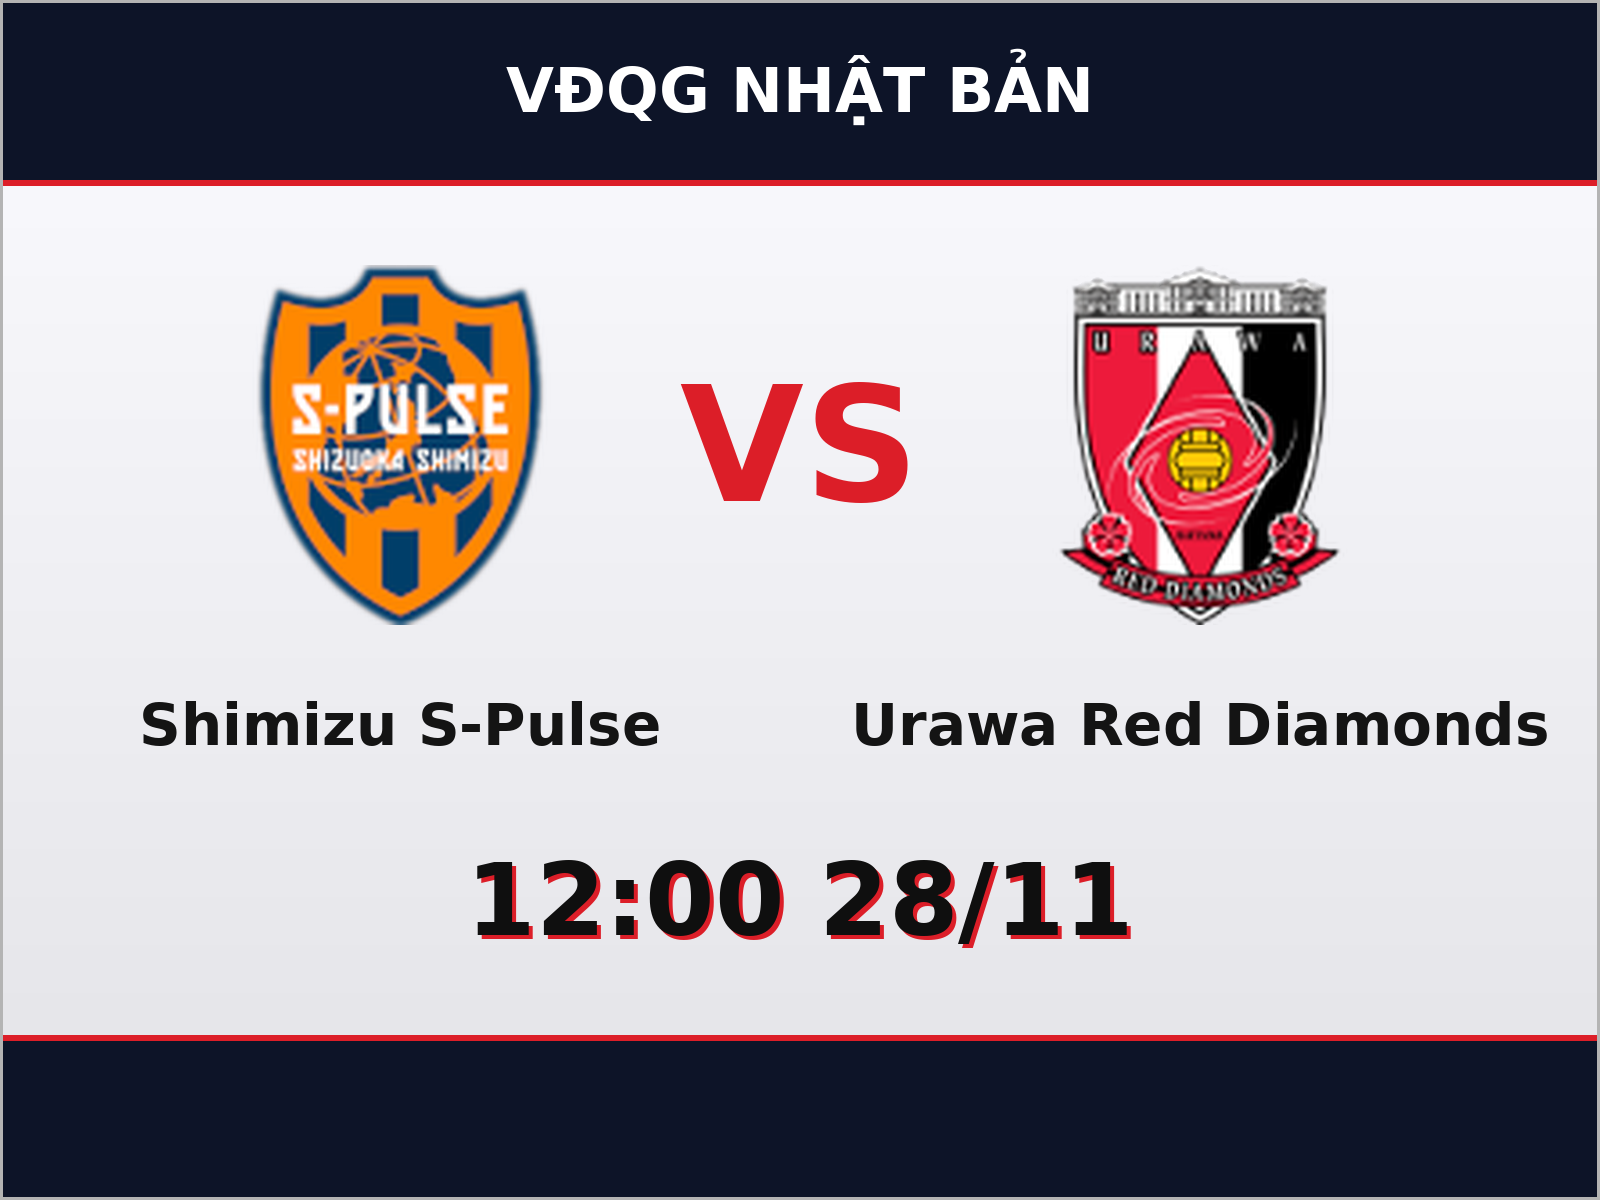 VĐQG NHẬT BẢN
S-PULSE
SHIZUOKA SHIMIZU
VS
URAWA
RED DIAMONDS
Shimizu S-Pulse
Urawa Red Diamonds
12:00 28/11